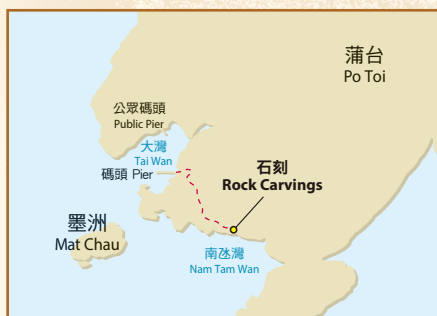 蒲台
Po Toi
公眾碼頭
Public Pier
大灣
Tai Wan
碼頭 Pier
石刻
Rock Carvings
墨洲
Mat Chau
南氹灣
Nam Tam Wan